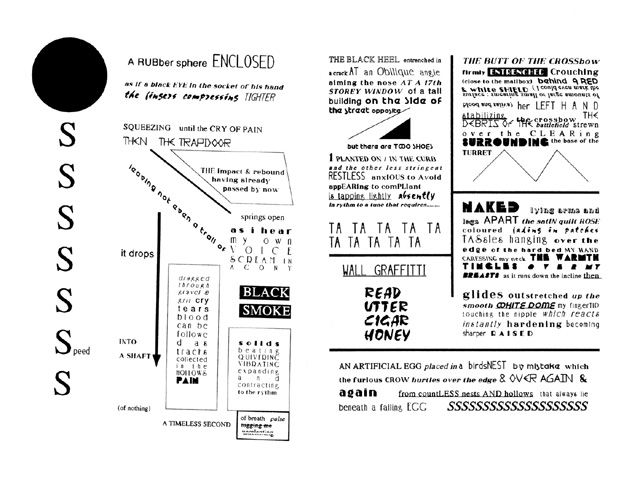 A RUBber sphere ENCLOSED
as if a black EYE in the socket of his hand
the fingers compressing TIGHTER
S
S
S
S
S
S
Speed
S
SQUEEZING until the CRY OF PAIN
THEN THE TRAPDOOR
THE impact & rebound
having already
passed by now
leaving not even a trail of
springs open
as i hear
my own
VOICE
SCREAM IN
AGONY
it drops
dragged
through
gravel &
grit cry
tears
blood
can be
followe
d as
tracts
collected
in the
HOLLOWS
PAIM
BLACK
SMOKE
solids
beating
QUIVERING
VIBRATING
expanding
and
contracting
to the rythm
INTO
A SHAFT
(of nothing)
A TIMELESS SECOND
of breath pulse
tugging me
THE BLACK HEEL entrenched in
a crack AT an Oblique angle
aiming the nose AT A 17th
STOREY WINDOW of a tall
building on the side of
the street opposite
but there are TWO SHOES
1 PLANTED ON / IN THE CURB
and the other less stringent
RESTLESS anxIOUS to Avoid
appEARing to comPLIant
is tapping lightly absently
in rythm to a tune that requires
TA TA TA TA TA
TA TA TA TA TA
WALL GRAFFITTI
READ
UTTER
CIGAR
HONEY
THE BUTT OF THE CROSSbow
firmly ENTRENCHED Crouching
(close to the mailbox) behind A RED
& white SHIELD
her LEFT HAND
stabilizing the crossbow THE
DEBRIS OF THE battlefield strewn
over the CLEARing
SURROUNDING the base of the
TURRET
NAKED lying arms and
legs APART the satIN quilt ROSE
coloured taking in patches
TASsles hanging over the
edge of the hard bed MY HAND
CARESSING my neck THE WARMTH
TINGLES OVER MY
BREASTS as it runs down the incline then
glides outstretched up the
smooth WHITE DOME my fingertip
touching the nipple which reacts
instantly hardening becoming
sharper RAISED
AN ARTIFICIAL EGG placed in a birdsNEST by mistake which
the furious CROW hurtles over the edge & OVER AGAIN &
again from countLESS nests AND hollows that always lie
beneath a falling EGG SSSSSSSSSSSSSSSSSSSS